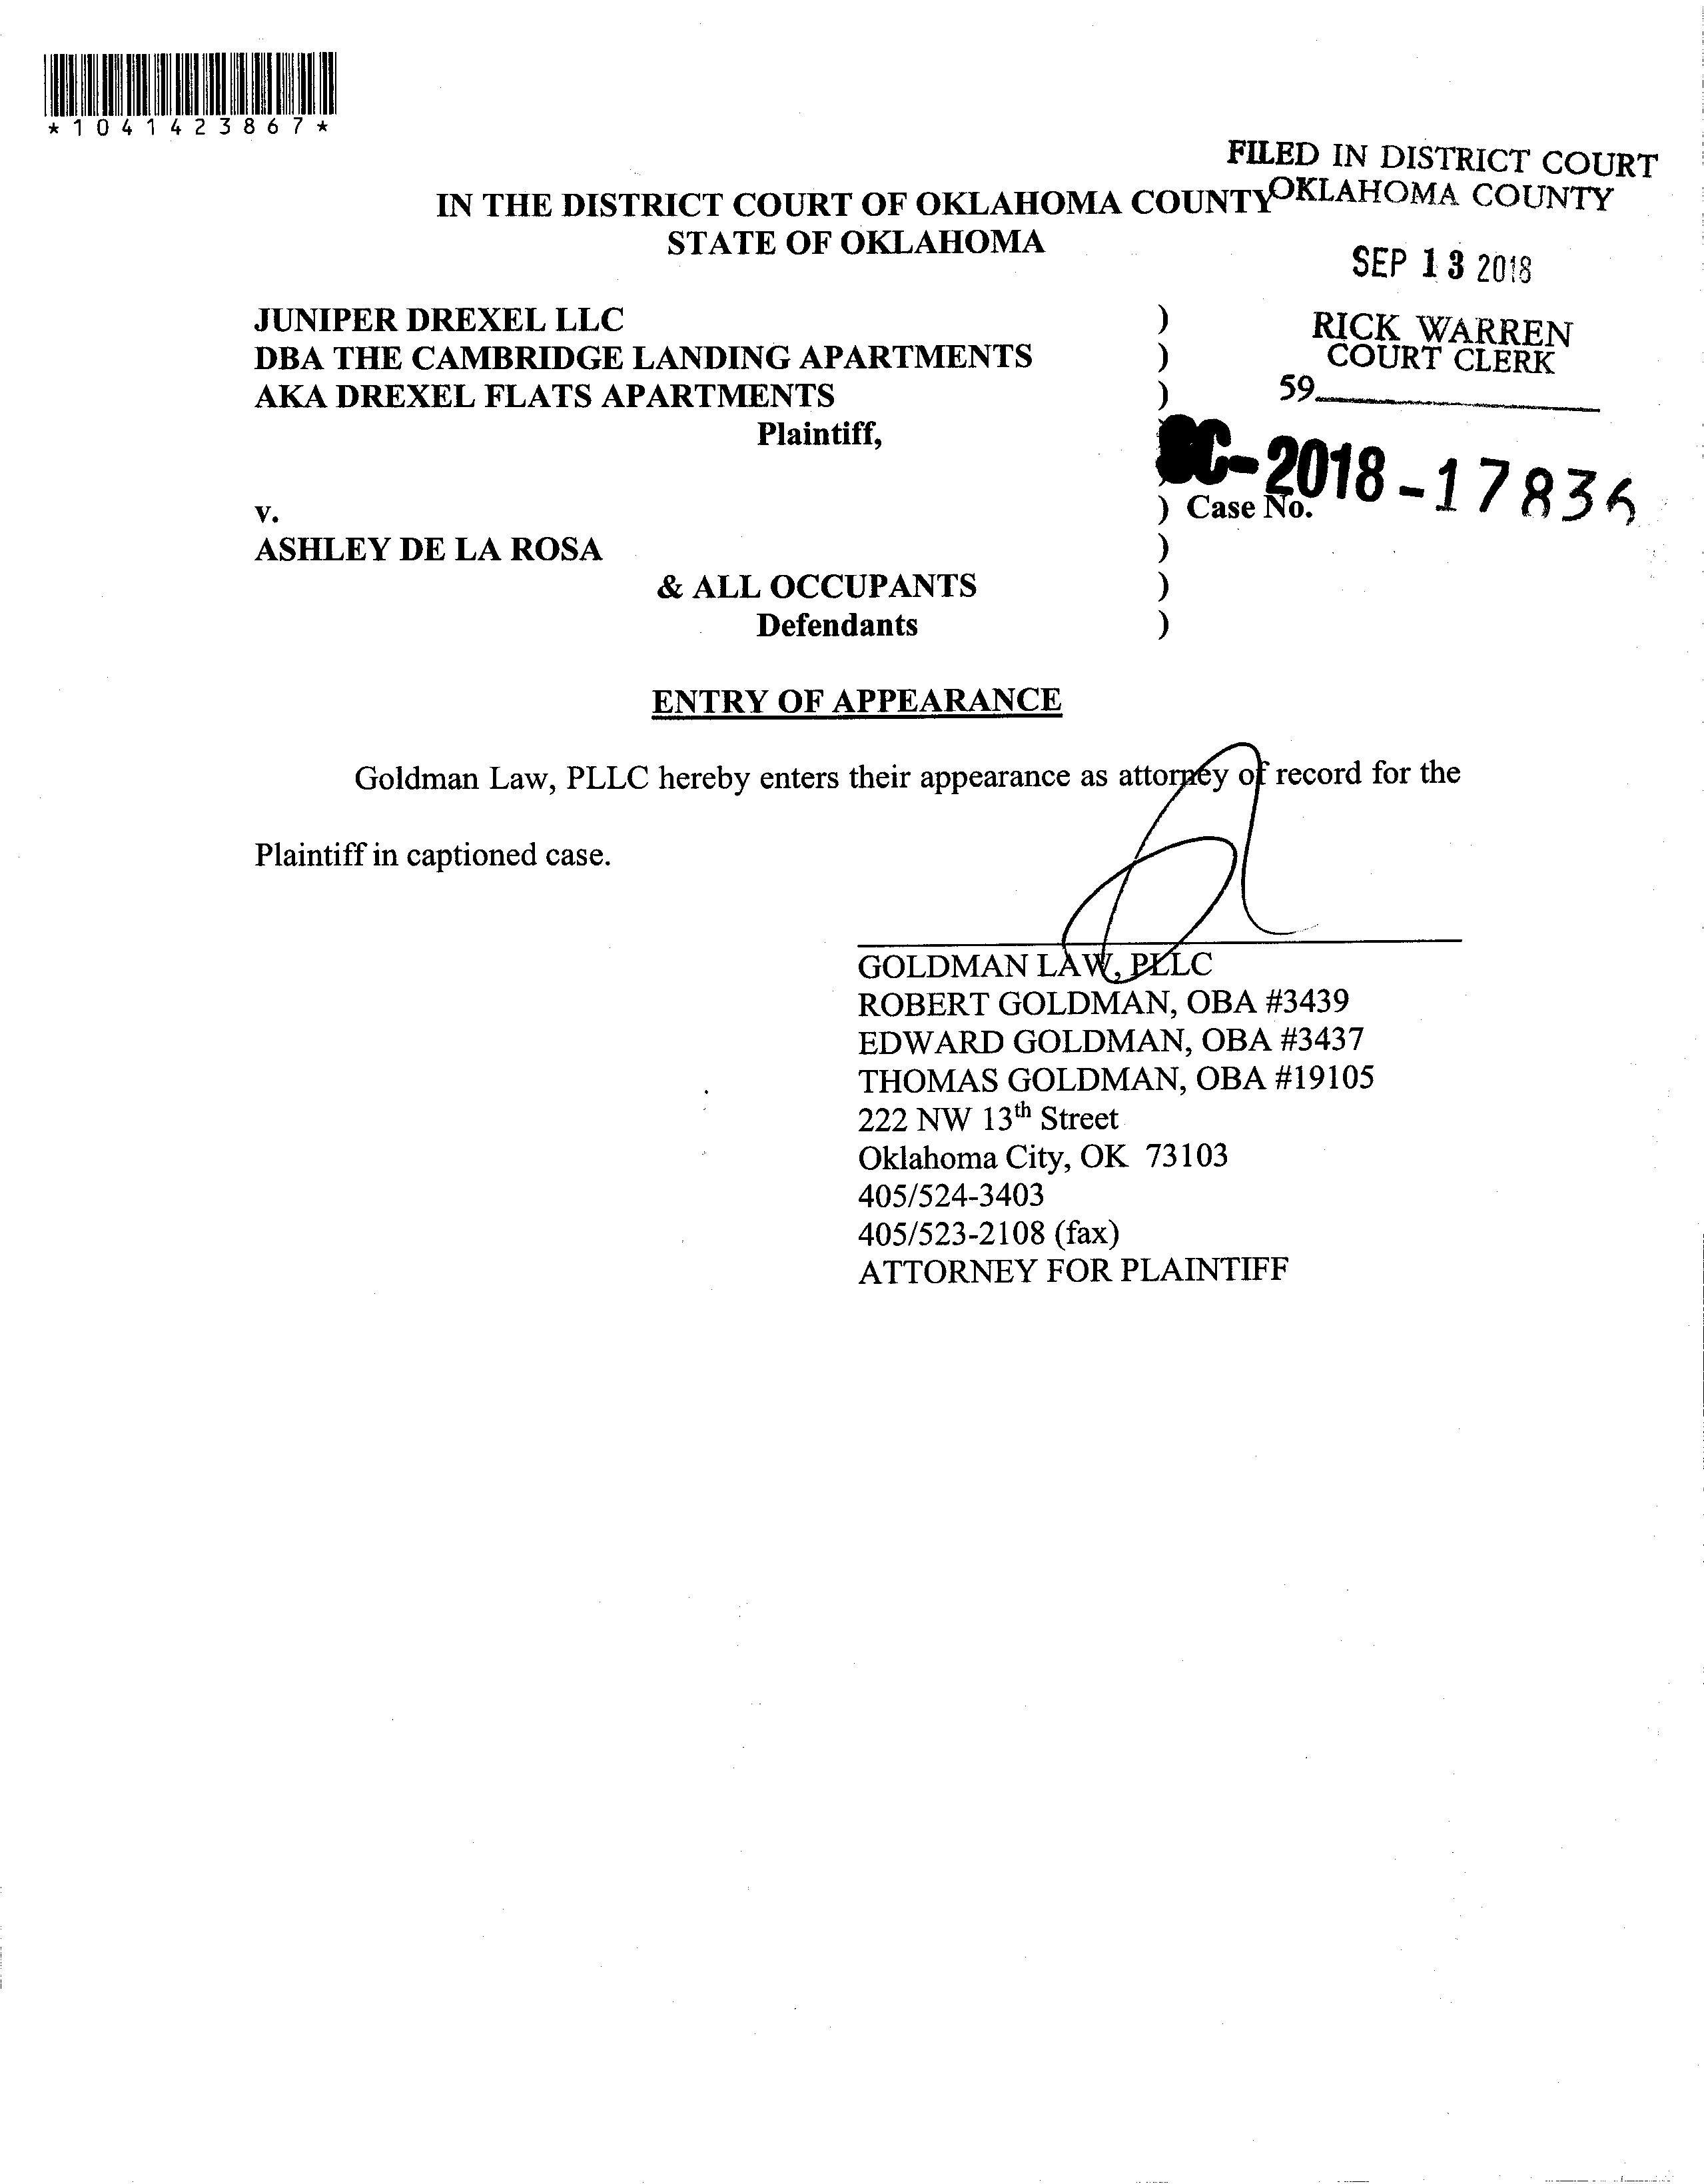 *1041423867*
FILED IN DISTRICT COURT
OKLAHOMA COUNTY
IN THE DISTRICT COURT OF OKLAHOMA COUNTY
STATE OF OKLAHOMA
SEP 13 2018
RICK WARREN
COURT CLERK
59
JUNIPER DREXEL LLC )
DBA THE CAMBRIDGE LANDING APARTMENTS )
AKA DREXEL FLATS APARTMENTS )
Plaintiff,
SC-2018-17836
v. ) Case No.
ASHLEY DE LA ROSA )
& ALL OCCUPANTS )
Defendants )
ENTRY OF APPEARANCE
Goldman Law, PLLC hereby enters their appearance as attorney of record for the
Plaintiff in captioned case.
GOLDMAN LAW, PLLC
ROBERT GOLDMAN, OBA #3439
EDWARD GOLDMAN, OBA #3437
THOMAS GOLDMAN, OBA #19105
222 NW 13th Street
Oklahoma City, OK 73103
405/524-3403
405/523-2108 (fax)
ATTORNEY FOR PLAINTIFF